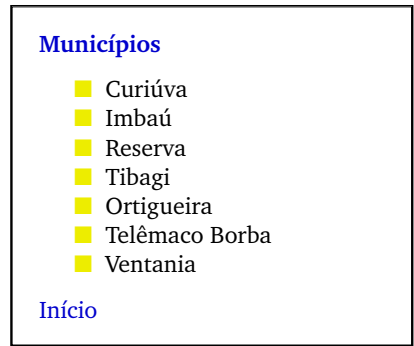 Municípios
Curiúva
Imbaú
Reserva
Tibagi
Ortigueira
Telêmaco Borba
Ventania
Início